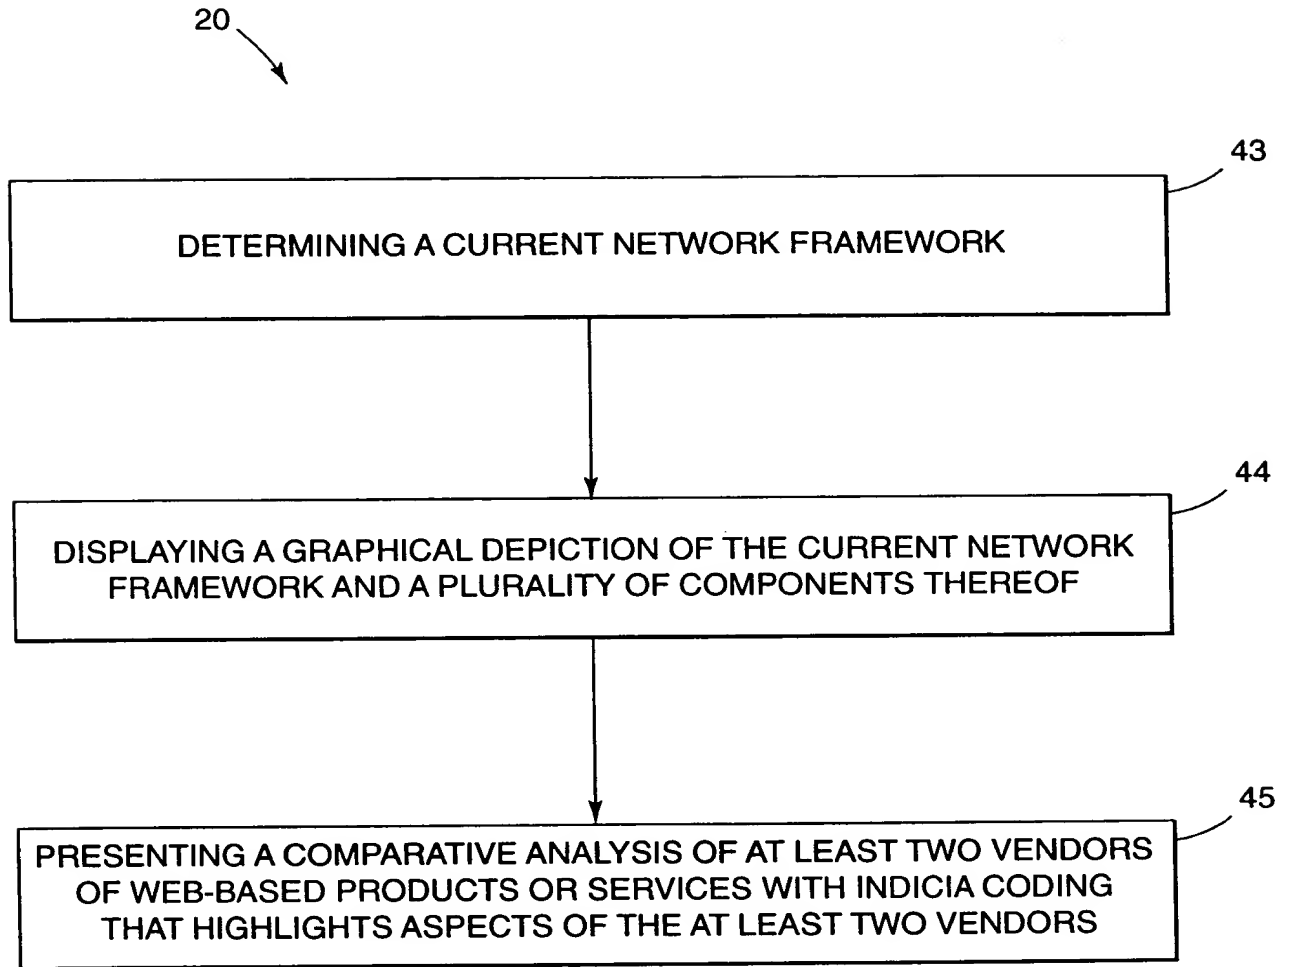 20
43
DETERMINING A CURRENT NETWORK FRAMEWORK
44
DISPLAYING A GRAPHICAL DEPICTION OF THE CURRENT NETWORK
FRAMEWORK AND A PLURALITY OF COMPONENTS THEREOF
45
PRESENTING A COMPARATIVE ANALYSIS OF AT LEAST TWO VENDORS
OF WEB-BASED PRODUCTS OR SERVICES WITH INDICIA CODING
THAT HIGHLIGHTS ASPECTS OF THE AT LEAST TWO VENDORS